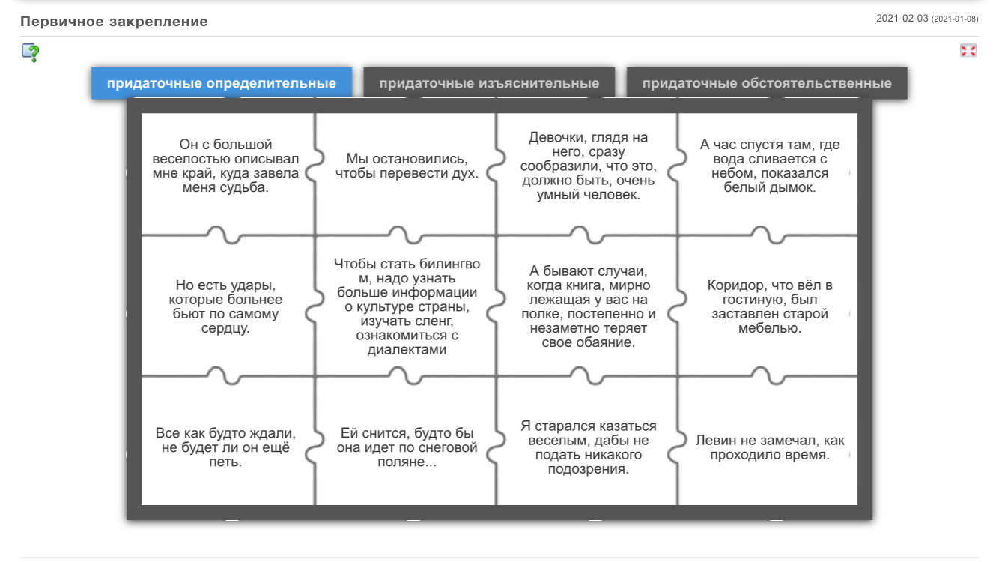 Первичное закрепление
2021-02-03 (2021-01-08)
придаточные определительные
придаточные изъяснительные
придаточные обстоятельственные
Он с большой
веселостью описывал
мне край, куда завела
меня судьба.
Мы остановились,
чтобы перевести дух.
Девочки, глядя на
него, сразу
сообразили, что это,
должно быть, очень
умный человек.
А час спустя там, где
вода сливается с
небом, показался
белый дымок.
Но есть удары,
которые больнее
бьют по самому
сердцу.
Чтобы стать билингво
м, надо узнать
больше информации
о культуре страны,
изучать сленг,
ознакомиться с
диалектами
А бывают случаи,
когда книга, мирно
лежащая у вас на
полке, постепенно и
незаметно теряет
свое обаяние.
Коридор, что вёл в
гостиную, был
заставлен старой
мебелью.
Все как будто ждали,
не будет ли он ещё
петь.
Ей снится, будто бы
она идет по снеговой
поляне...
Я старался казаться
веселым, дабы не
подать никакого
подозрения.
Левин не замечал, как
проходило время.